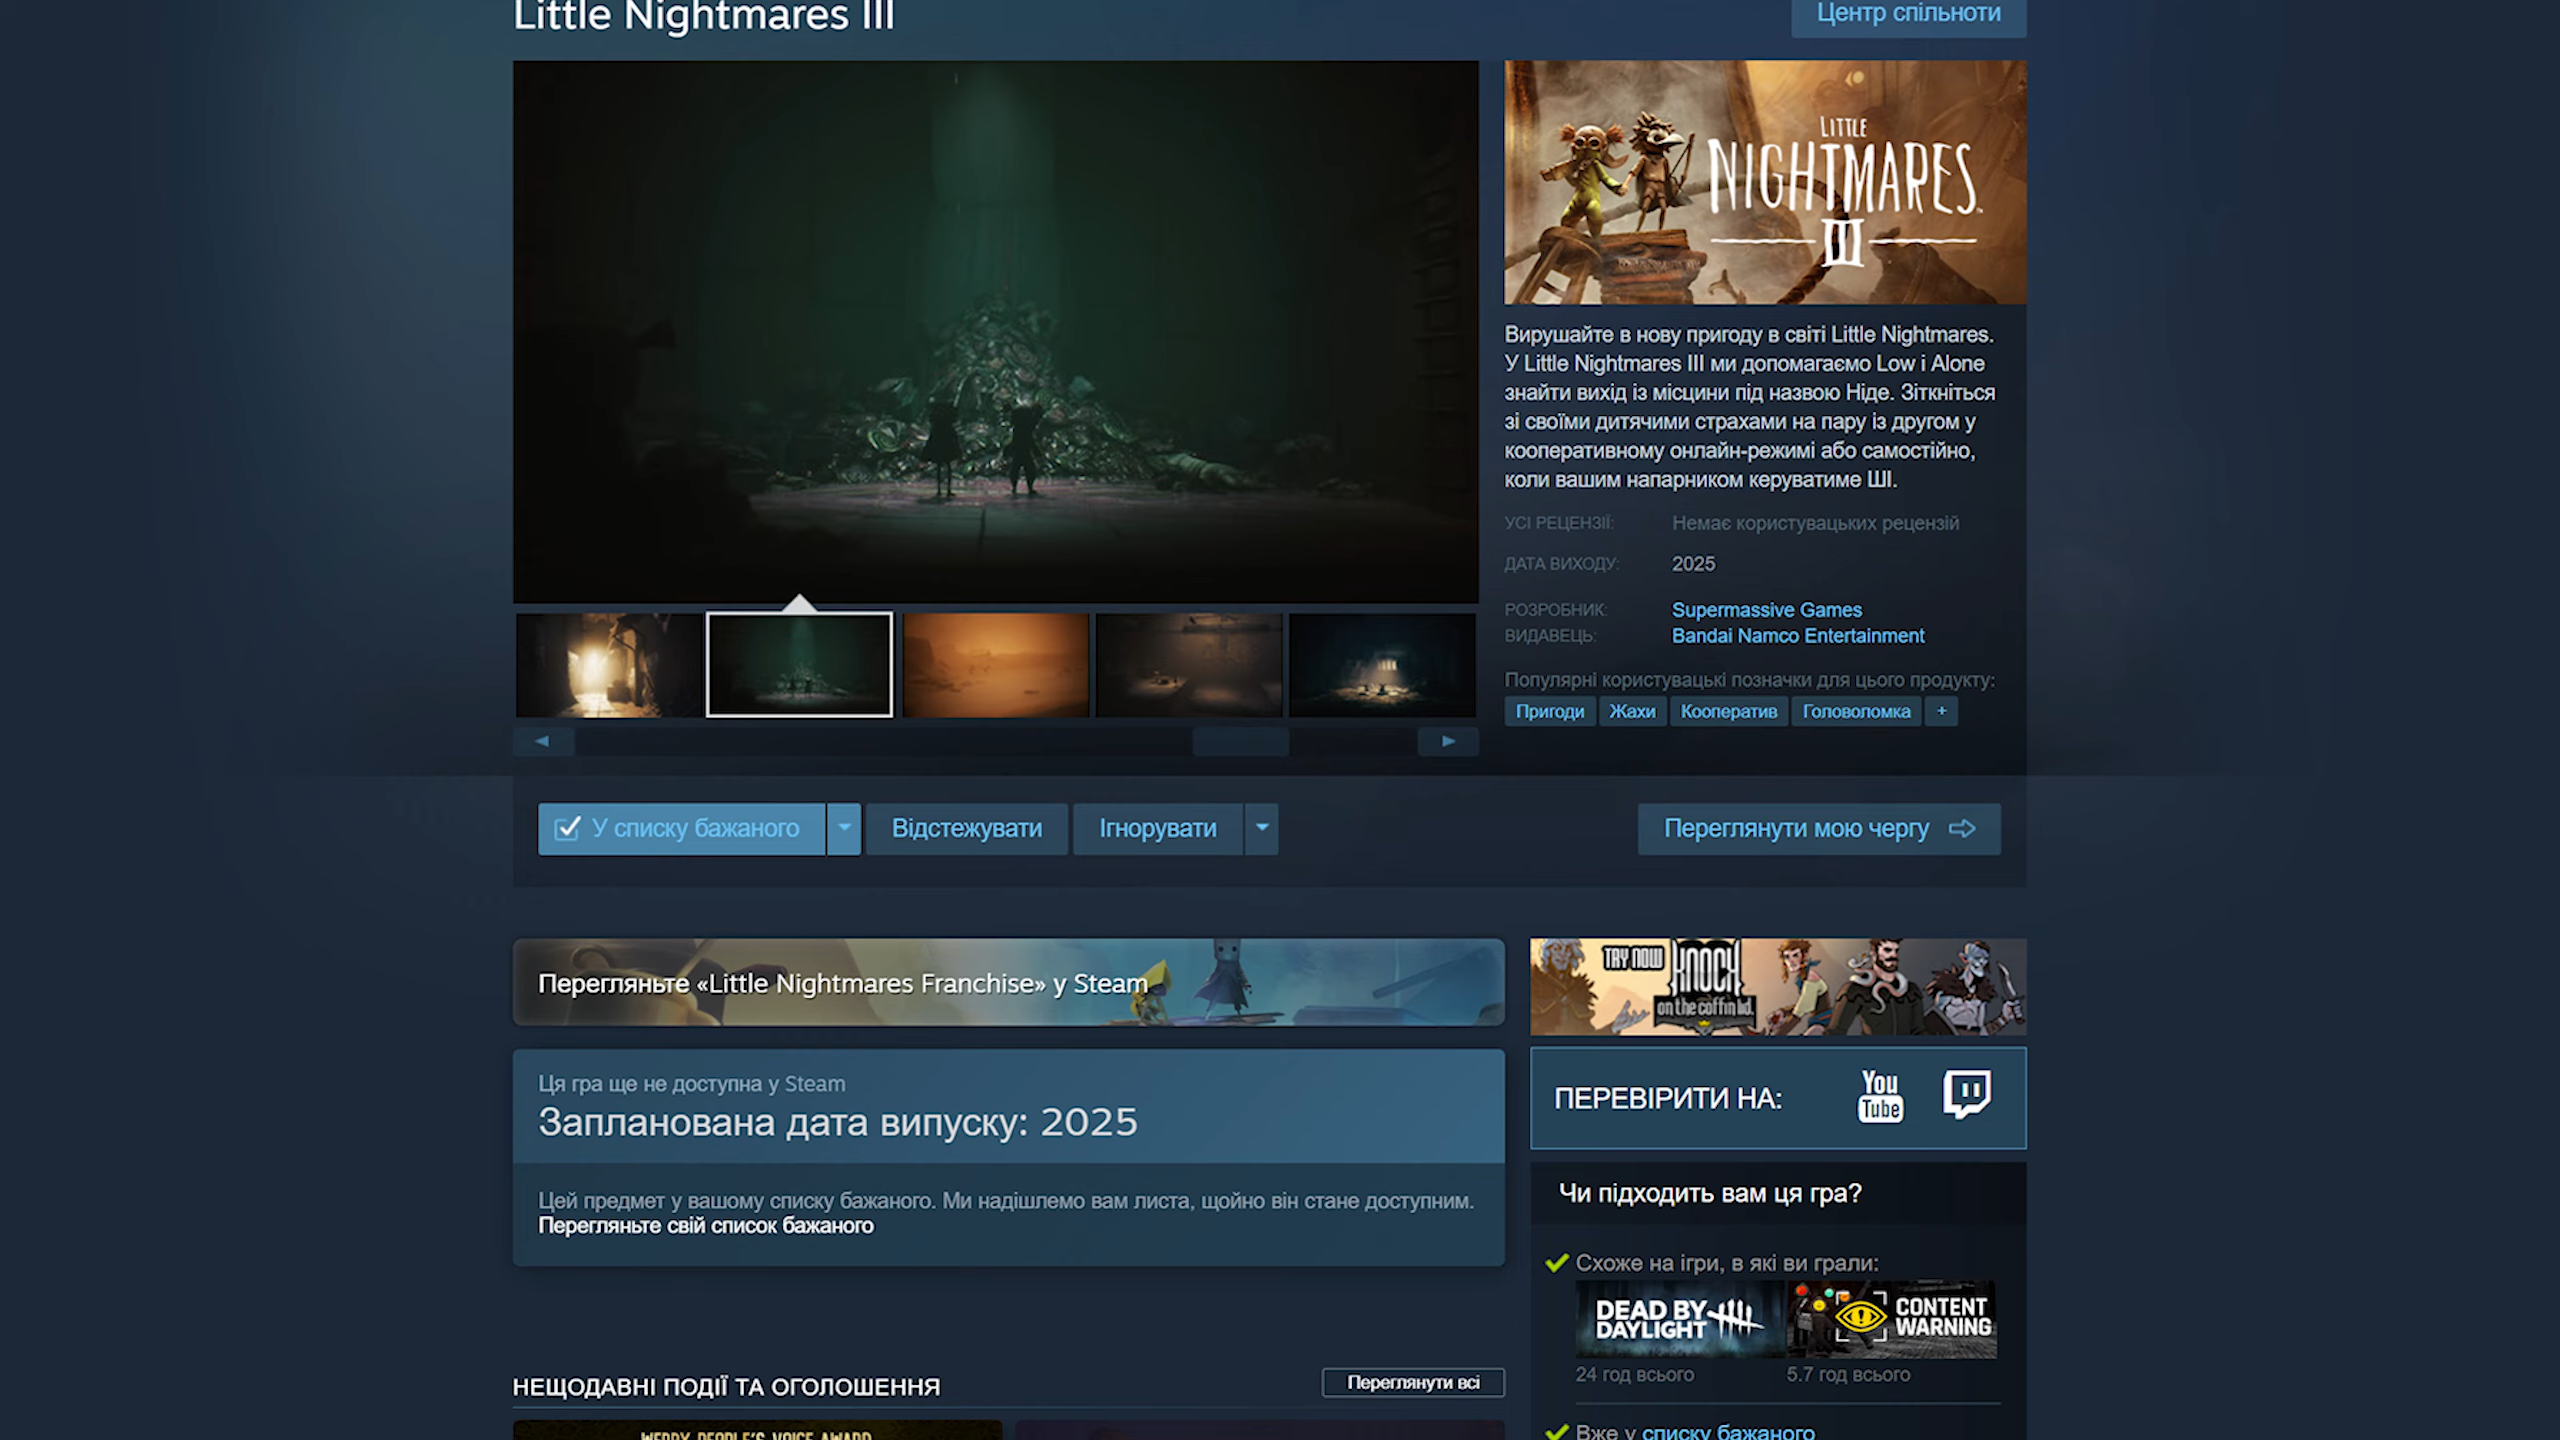 Little Nightmares III
Центр спільноти
LITTLE
NIGHTMARES
III
Вирушайте в нову пригоду в світі Little Nightmares.
У Little Nightmares III ми допомагаємо Low і Alone
знайти вихід із місцини під назвою Ніде. Зіткніться
зі своїми дитячими страхами на пару із другом у
кооперативному онлайн-режимі або самостійно,
коли вашим напарником керуватиме ШІ.
УСІ РЕЦЕНЗІЇ: Немає користувацьких рецензій
ДАТА ВИХОДУ: 2025
РОЗРОБНИК: Supermassive Games
ВИДАВЕЦЬ: Bandai Namco Entertainment
Популярні користувацькі позначки для цього продукту:
Пригоди Жахи Кооператив Головоломка +
У списку бажаного Відстежувати Ігнорувати Переглянути мою чергу
Перегляньте «Little Nightmares Franchise» у Steam
TRY NOW
KNOCK
on the coffin lid.
Ця гра ще не доступна у Steam
Запланована дата випуску: 2025
Цей предмет у вашому списку бажаного. Ми надішлемо вам листа, щойно він стане доступним.
Перегляньте свій список бажаного
ПЕРЕВІРИТИ НА: You Tube
Чи підходить вам ця гра?
Схоже на ігри, в які ви грали:
DEAD BY
DAYLIGHT
CONTENT
WARNING
24 год всього 5.7 год всього
Вже у списку бажаного
НЕЩОДАВНІ ПОДІЇ ТА ОГОЛОШЕННЯ Переглянути всі
WEBBY PEOPLE'S VOICE AWARD